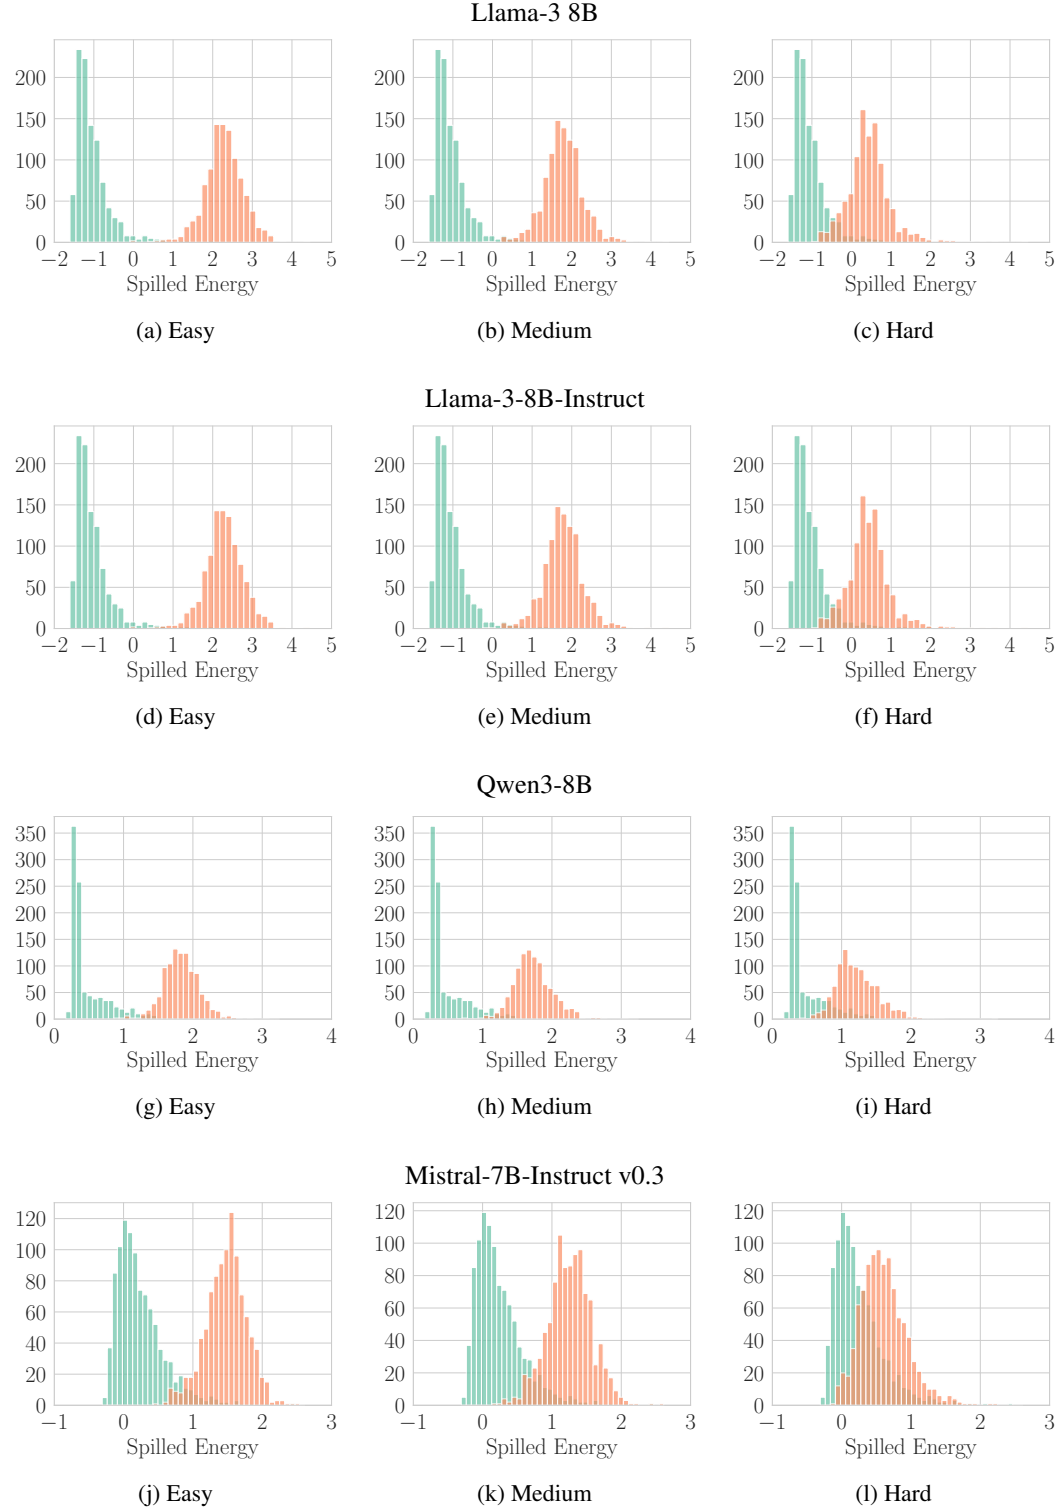 Llama-3 8B
200
150
100
50
0
−2 −1 0 1 2 3 4 5
Spilled Energy
(a) Easy
200
150
100
50
0
−2 −1 0 1 2 3 4 5
Spilled Energy
(b) Medium
200
150
100
50
0
−2 −1 0 1 2 3 4 5
Spilled Energy
(c) Hard
Llama-3-8B-Instruct
200
150
100
50
0
−2 −1 0 1 2 3 4 5
Spilled Energy
(d) Easy
200
150
100
50
0
−2 −1 0 1 2 3 4 5
Spilled Energy
(e) Medium
200
150
100
50
0
−2 −1 0 1 2 3 4 5
Spilled Energy
(f) Hard
Qwen3-8B
350
300
250
200
150
100
50
0
0 1 2 3 4
Spilled Energy
(g) Easy
350
300
250
200
150
100
50
0
0 1 2 3 4
Spilled Energy
(h) Medium
350
300
250
200
150
100
50
0
0 1 2 3 4
Spilled Energy
(i) Hard
Mistral-7B-Instruct v0.3
120
100
80
60
40
20
0
−1 0 1 2 3
Spilled Energy
(j) Easy
120
100
80
60
40
20
0
−1 0 1 2 3
Spilled Energy
(k) Medium
120
100
80
60
40
20
0
−1 0 1 2 3
Spilled Energy
(l) Hard